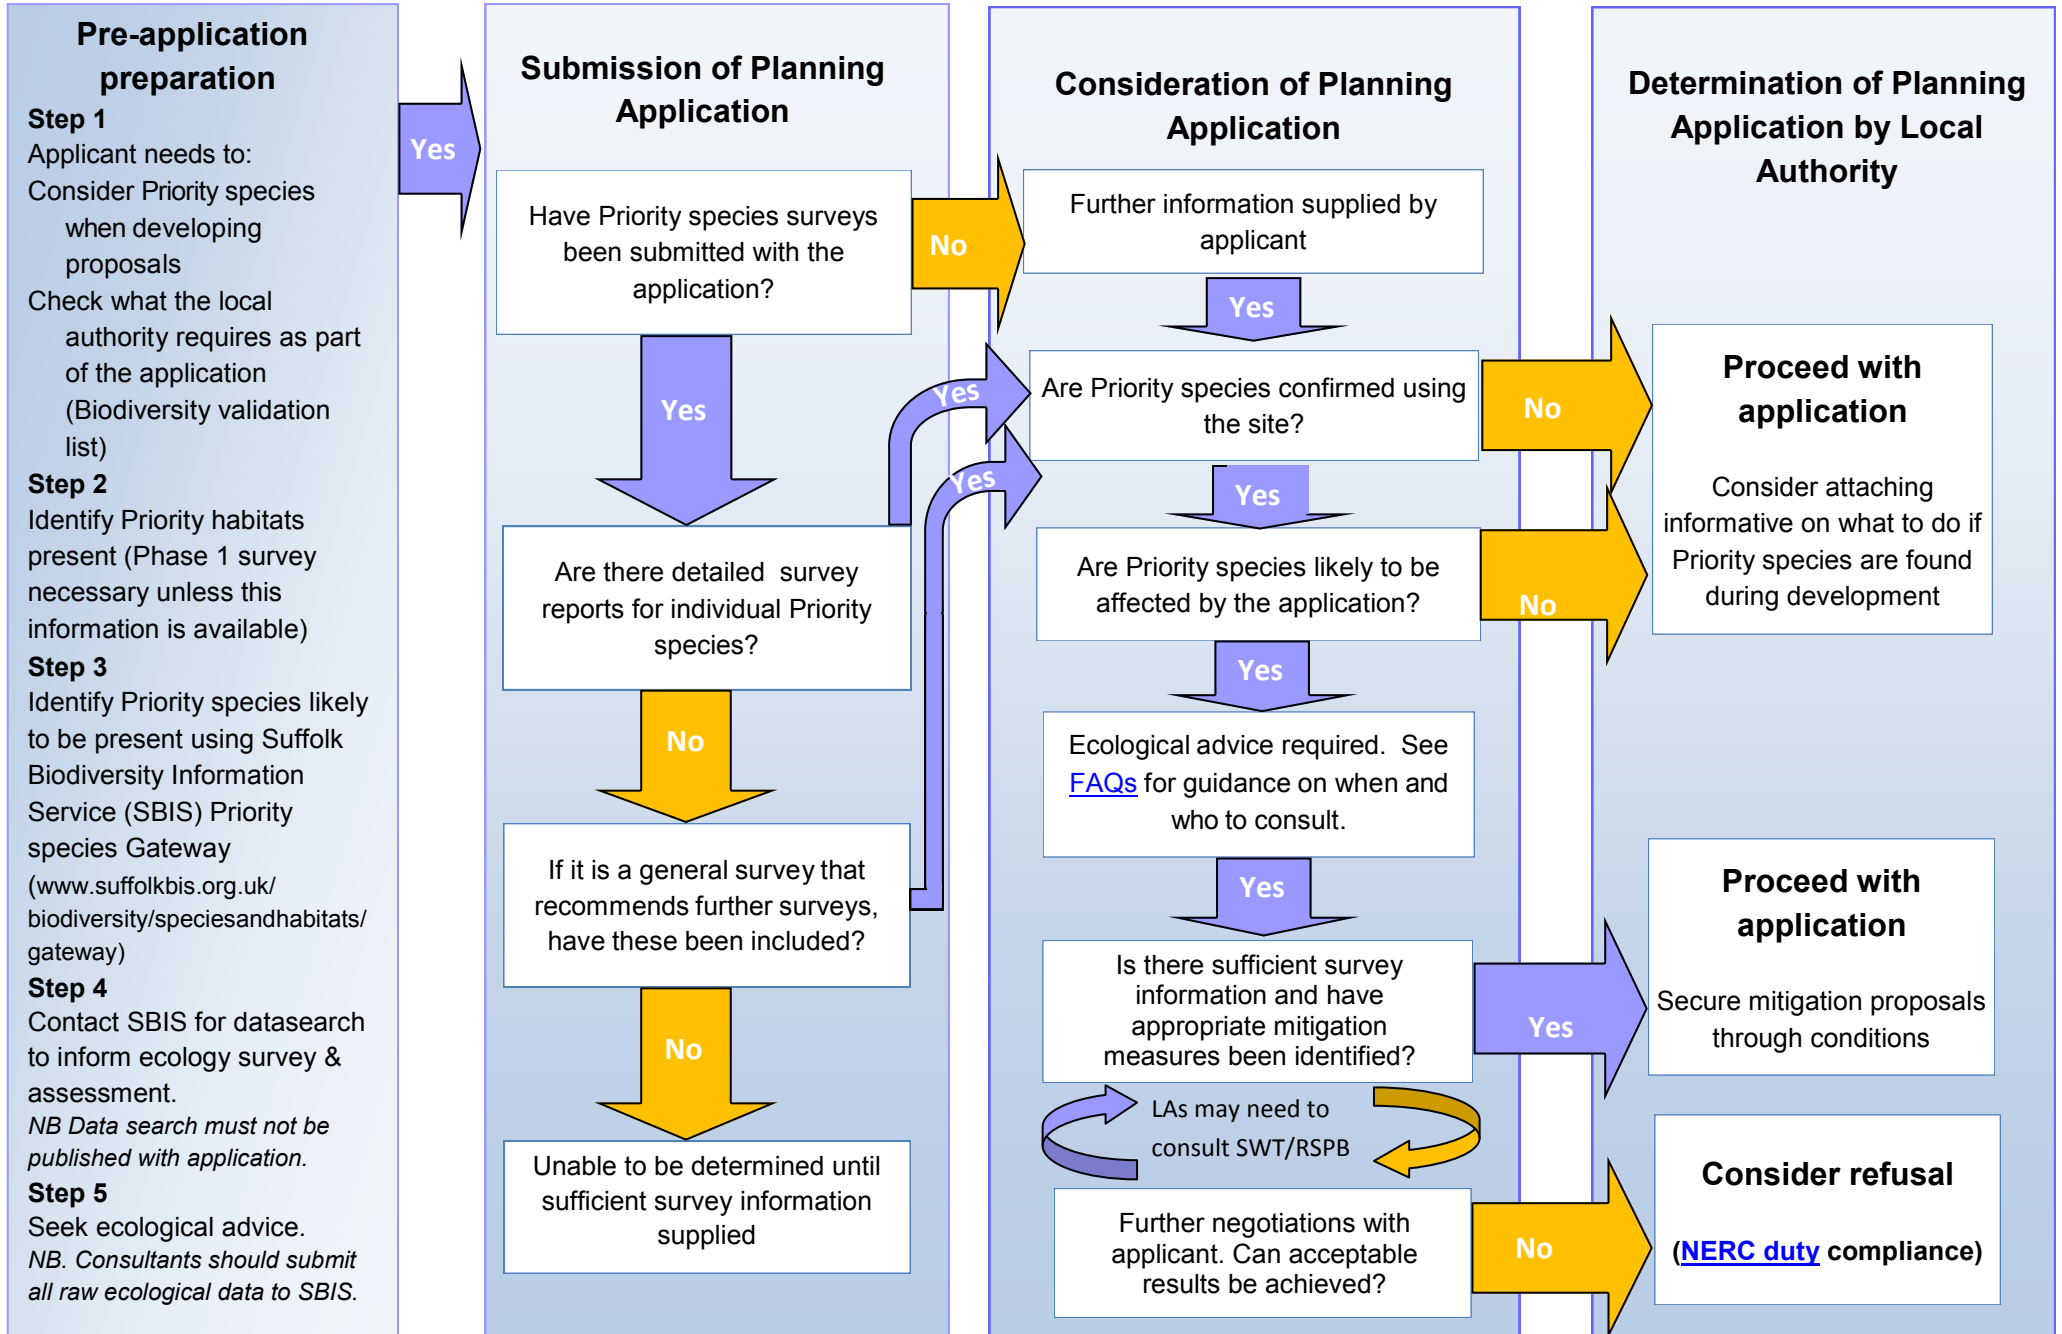 Pre-application
preparation
Step 1
Applicant needs to:
Consider Priority species
when developing
proposals
Check what the local
authority requires as part
of the application
(Biodiversity validation
list)
Step 2
Identify Priority habitats
present (Phase 1 survey
necessary unless this
information is available)
Step 3
Identify Priority species likely
to be present using Suffolk
Biodiversity Information
Service (SBIS) Priority
species Gateway
(www.suffolkbis.org.uk/
biodiversity/speciesandhabitats/
gateway)
Step 4
Contact SBIS for datasearch
to inform ecology survey &
assessment.
NB Data search must not be
published with application.
Step 5
Seek ecological advice.
NB. Consultants should submit
all raw ecological data to SBIS.
Yes
Submission of Planning
Application
Have Priority species surveys
been submitted with the
application?
No
Yes
Are there detailed survey
reports for individual Priority
species?
Yes
No
If it is a general survey that
recommends further surveys,
have these been included?
Yes
No
Unable to be determined until
sufficient survey information
supplied
Consideration of Planning
Application
Further information supplied by
applicant
Yes
Are Priority species confirmed using
the site?
No
Yes
Are Priority species likely to be
affected by the application?
No
Yes
Ecological advice required. See
FAQs for guidance on when and
who to consult.
Yes
Is there sufficient survey
information and have
appropriate mitigation
measures been identified?
Yes
LAs may need to
consult SWT/RSPB
Further negotiations with
applicant. Can acceptable
results be achieved?
No
Determination of Planning
Application by Local
Authority
Proceed with
application
Consider attaching
informative on what to do if
Priority species are found
during development
Proceed with
application
Secure mitigation proposals
through conditions
Consider refusal
(NERC duty compliance)